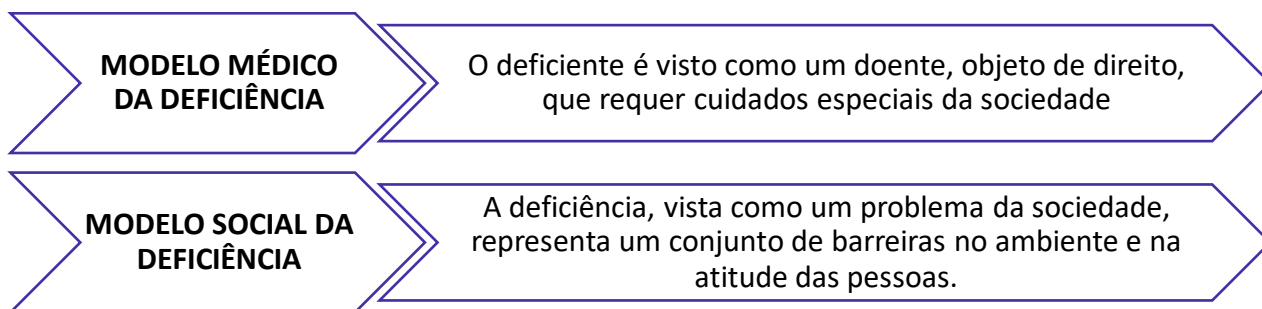 MODELO MÉDICO
DA DEFICIÊNCIA
O deficiente é visto como um doente, objeto de direito,
que requer cuidados especiais da sociedade
MODELO SOCIAL DA
DEFICIÊNCIA
A deficiência, vista como um problema da sociedade,
representa um conjunto de barreiras no ambiente e na
atitude das pessoas.